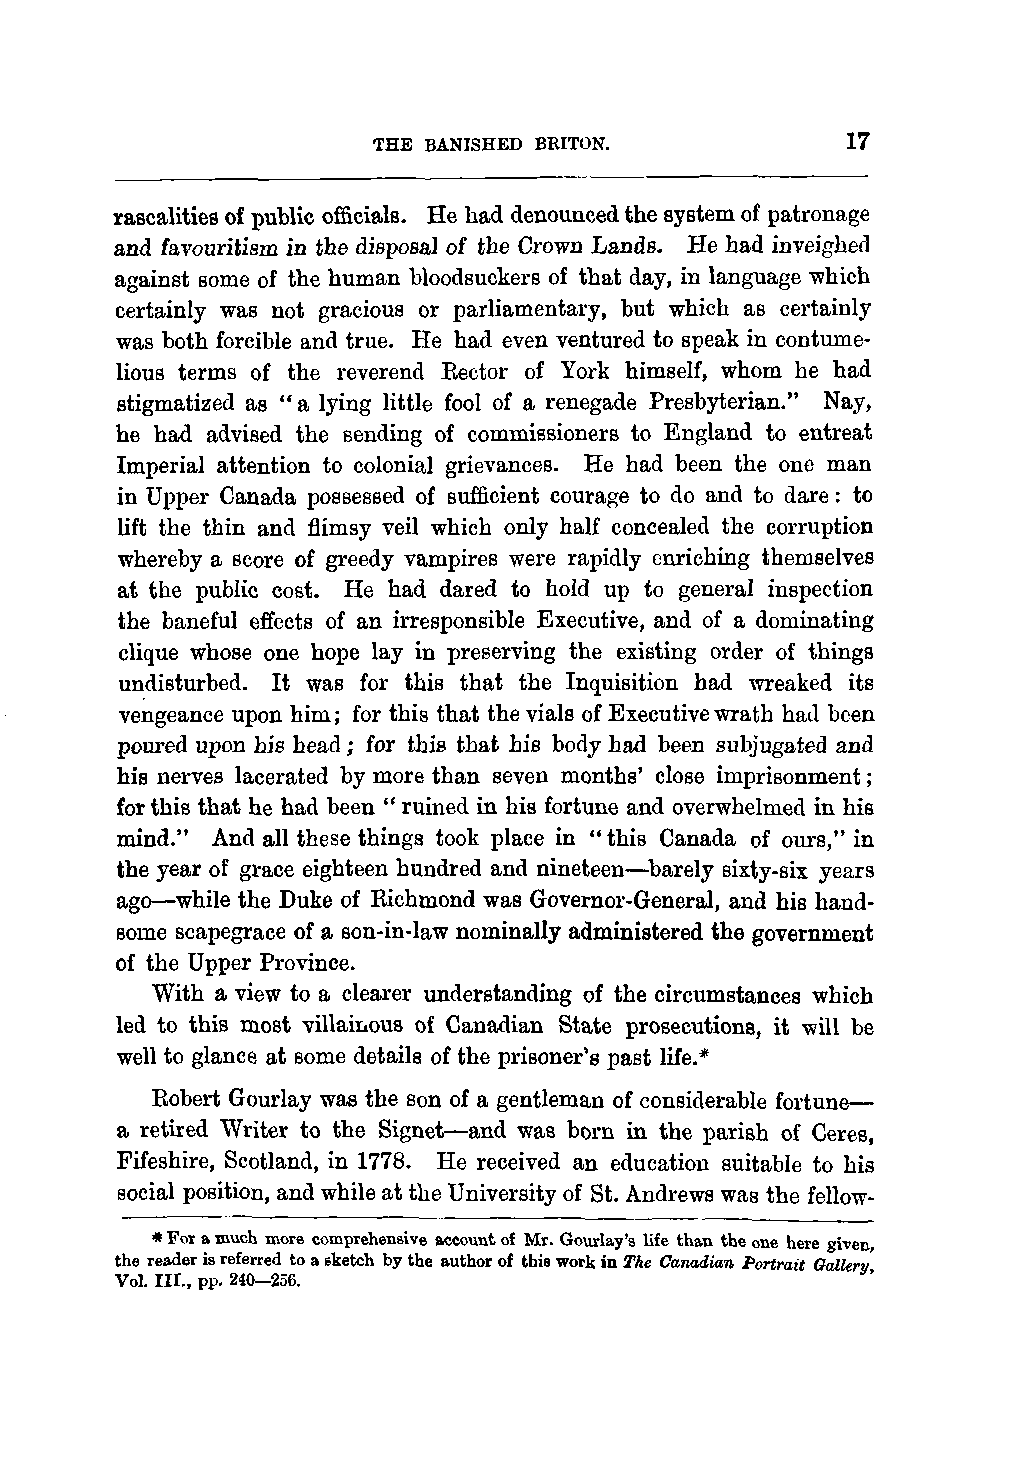 THE BANISHED BRITON. 17
rascalities of public officials. He had denounced the system of patronage
and favouritism in the disposal of the Crown Lands. He had inveighed
against some of the human bloodsuckers of that day, in language which
certainly was not gracious or parliamentary, but which as certainly
was both forcible and true. He had even ventured to speak in contume-
lious terms of the reverend Rector of York himself, whom he had
stigmatized as “a lying little fool of a renegade Presbyterian.” Nay,
he had advised the sending of commissioners to England to entreat
Imperial attention to colonial grievances. He had been the one man
in Upper Canada possessed of sufficient courage to do and to dare: to
lift the thin and flimsy veil which only half concealed the corruption
whereby a score of greedy vampires were rapidly enriching themselves
at the public cost. He had dared to hold up to general inspection
the baneful effects of an irresponsible Executive, and of a dominating
clique whose one hope lay in preserving the existing order of things
undisturbed. It was for this that the Inquisition had wreaked its
vengeance upon him; for this that the vials of Executive wrath had been
poured upon his head; for this that his body had been subjugated and
his nerves lacerated by more than seven months’ close imprisonment;
for this that he had been “ruined in his fortune and overwhelmed in his
mind.” And all these things took place in “this Canada of ours,” in
the year of grace eighteen hundred and nineteen—barely sixty-six years
ago—while the Duke of Richmond was Governor-General, and his hand-
some scapegrace of a son-in-law nominally administered the government
of the Upper Province.
With a view to a clearer understanding of the circumstances which
led to this most villainous of Canadian State prosecutions, it will be
well to glance at some details of the prisoner’s past life.*
Robert Gourlay was the son of a gentleman of considerable fortune—
a retired Writer to the Signet—and was born in the parish of Ceres,
Fifeshire, Scotland, in 1778. He received an education suitable to his
social position, and while at the University of St. Andrews was the fellow-
* For a much more comprehensive account of Mr. Gourlay’s life than the one here given,
the reader is referred to a sketch by the author of this work in The Canadian Portrait Gallery,
Vol. III., pp. 240—256.